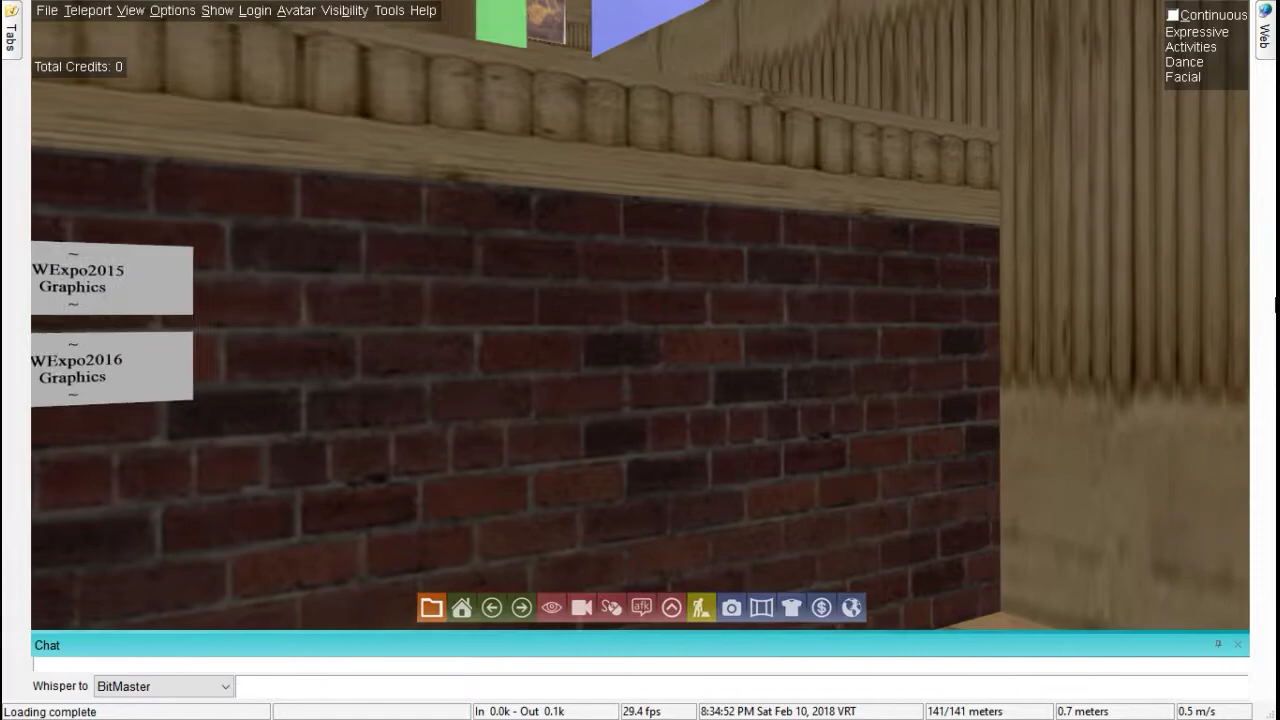 File Teleport View Options Show Login Avatar Visibility Tools Help
Tabs
Web
Continuous
Expressive
Activities
Dance
Facial
Total Credits: 0
~
WExpo2015
Graphics
~
~
WExpo2016
Graphics
~
afk
Chat
Whisper to BitMaster
Loading complete In 0.0k - Out 0.1k 29.4 fps 8:34:52 PM Sat Feb 10, 2018 VRT 141/141 meters 0.7 meters 0.5 m/s